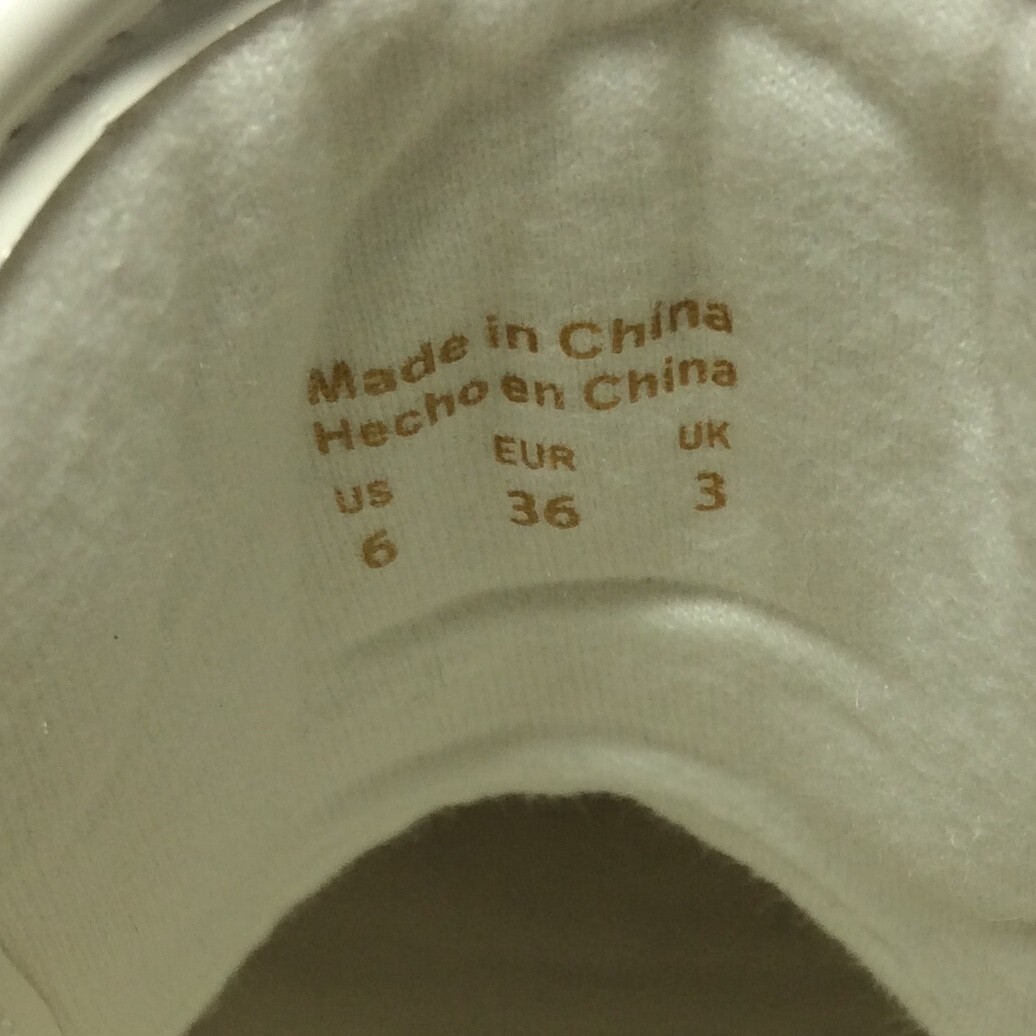 Made in China
Hecho en China
US EUR UK
6 36 3